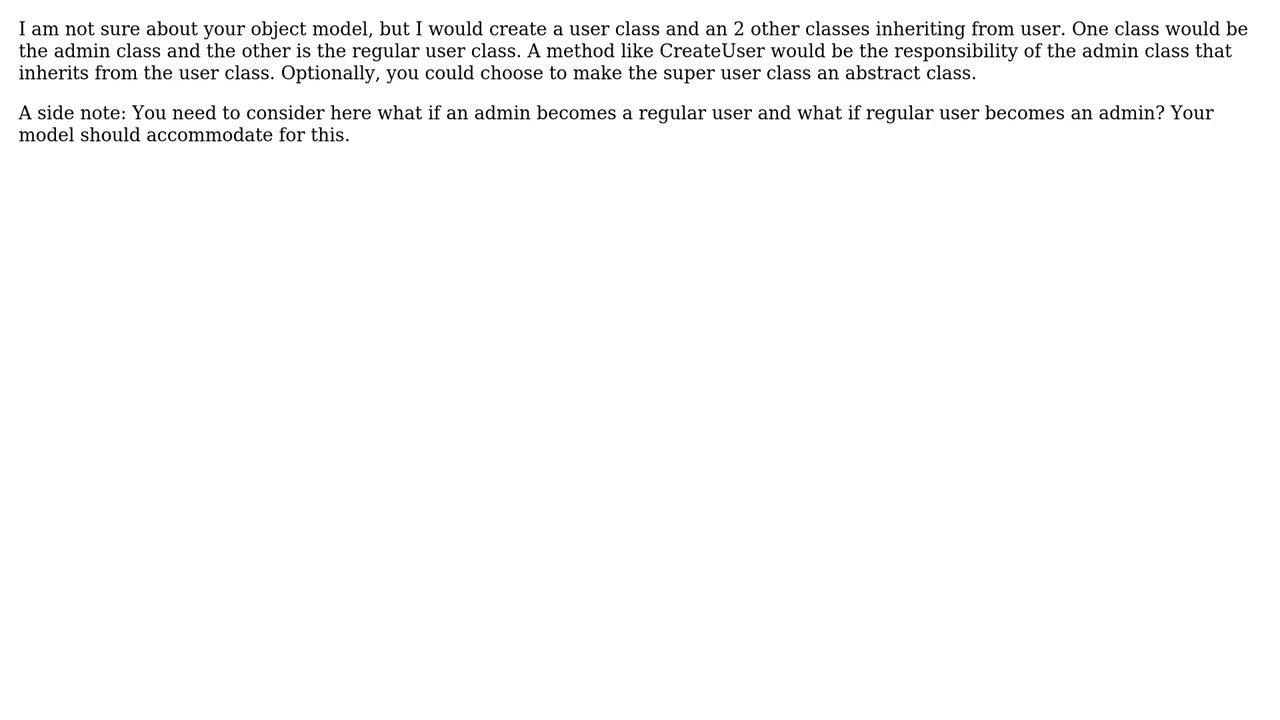 I am not sure about your object model, but I would create a user class and an 2 other classes inheriting from user. One class would be
the admin class and the other is the regular user class. A method like CreateUser would be the responsibility of the admin class that
inherits from the user class. Optionally, you could choose to make the super user class an abstract class.
A side note: You need to consider here what if an admin becomes a regular user and what if regular user becomes an admin? Your
model should accommodate for this.